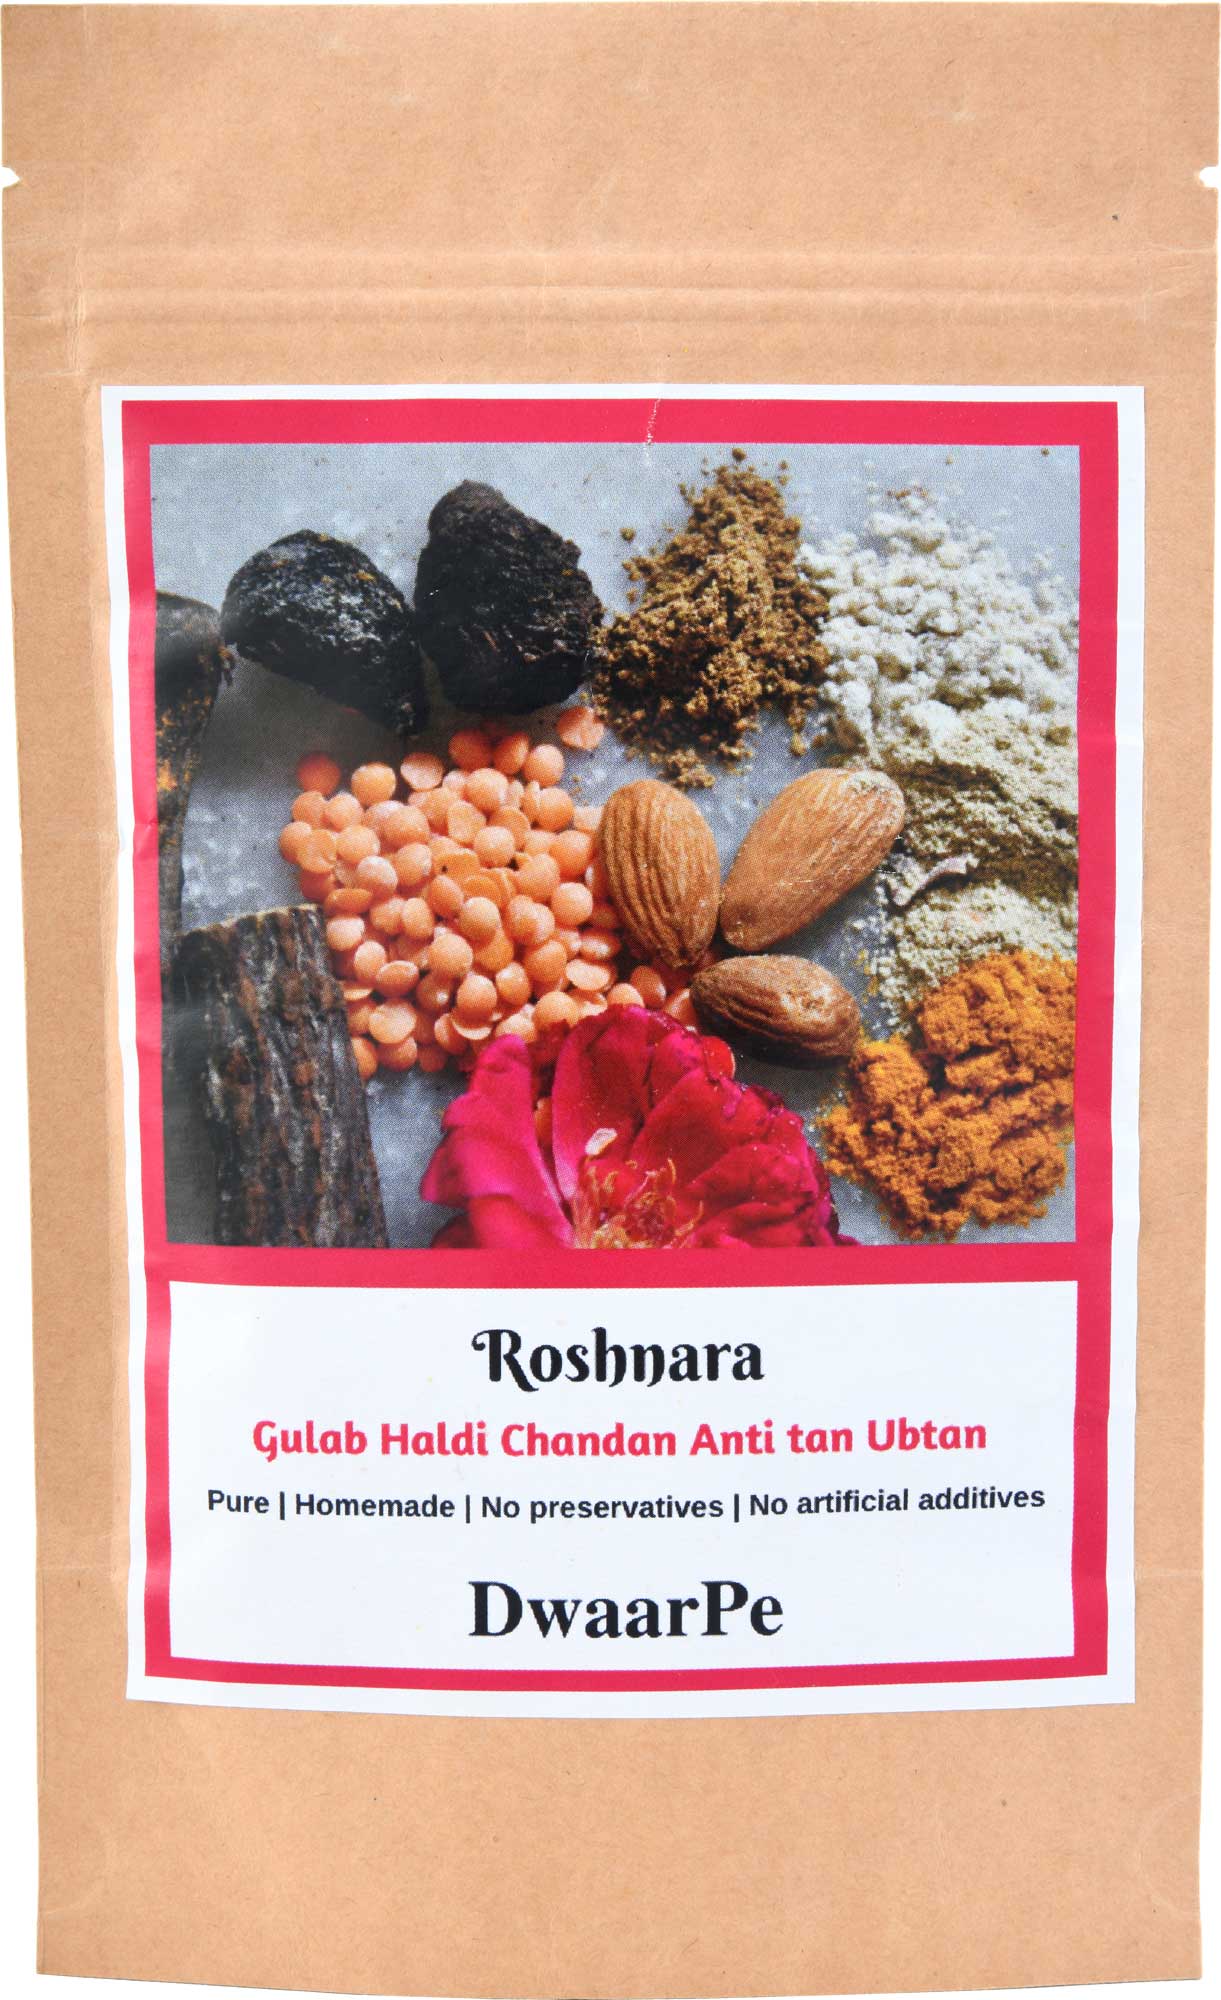 Roshnara
Gulab Haldi Chandan Anti tan Ubtan
Pure | Homemade | No preservatives | No artificial additives
DwaarPe